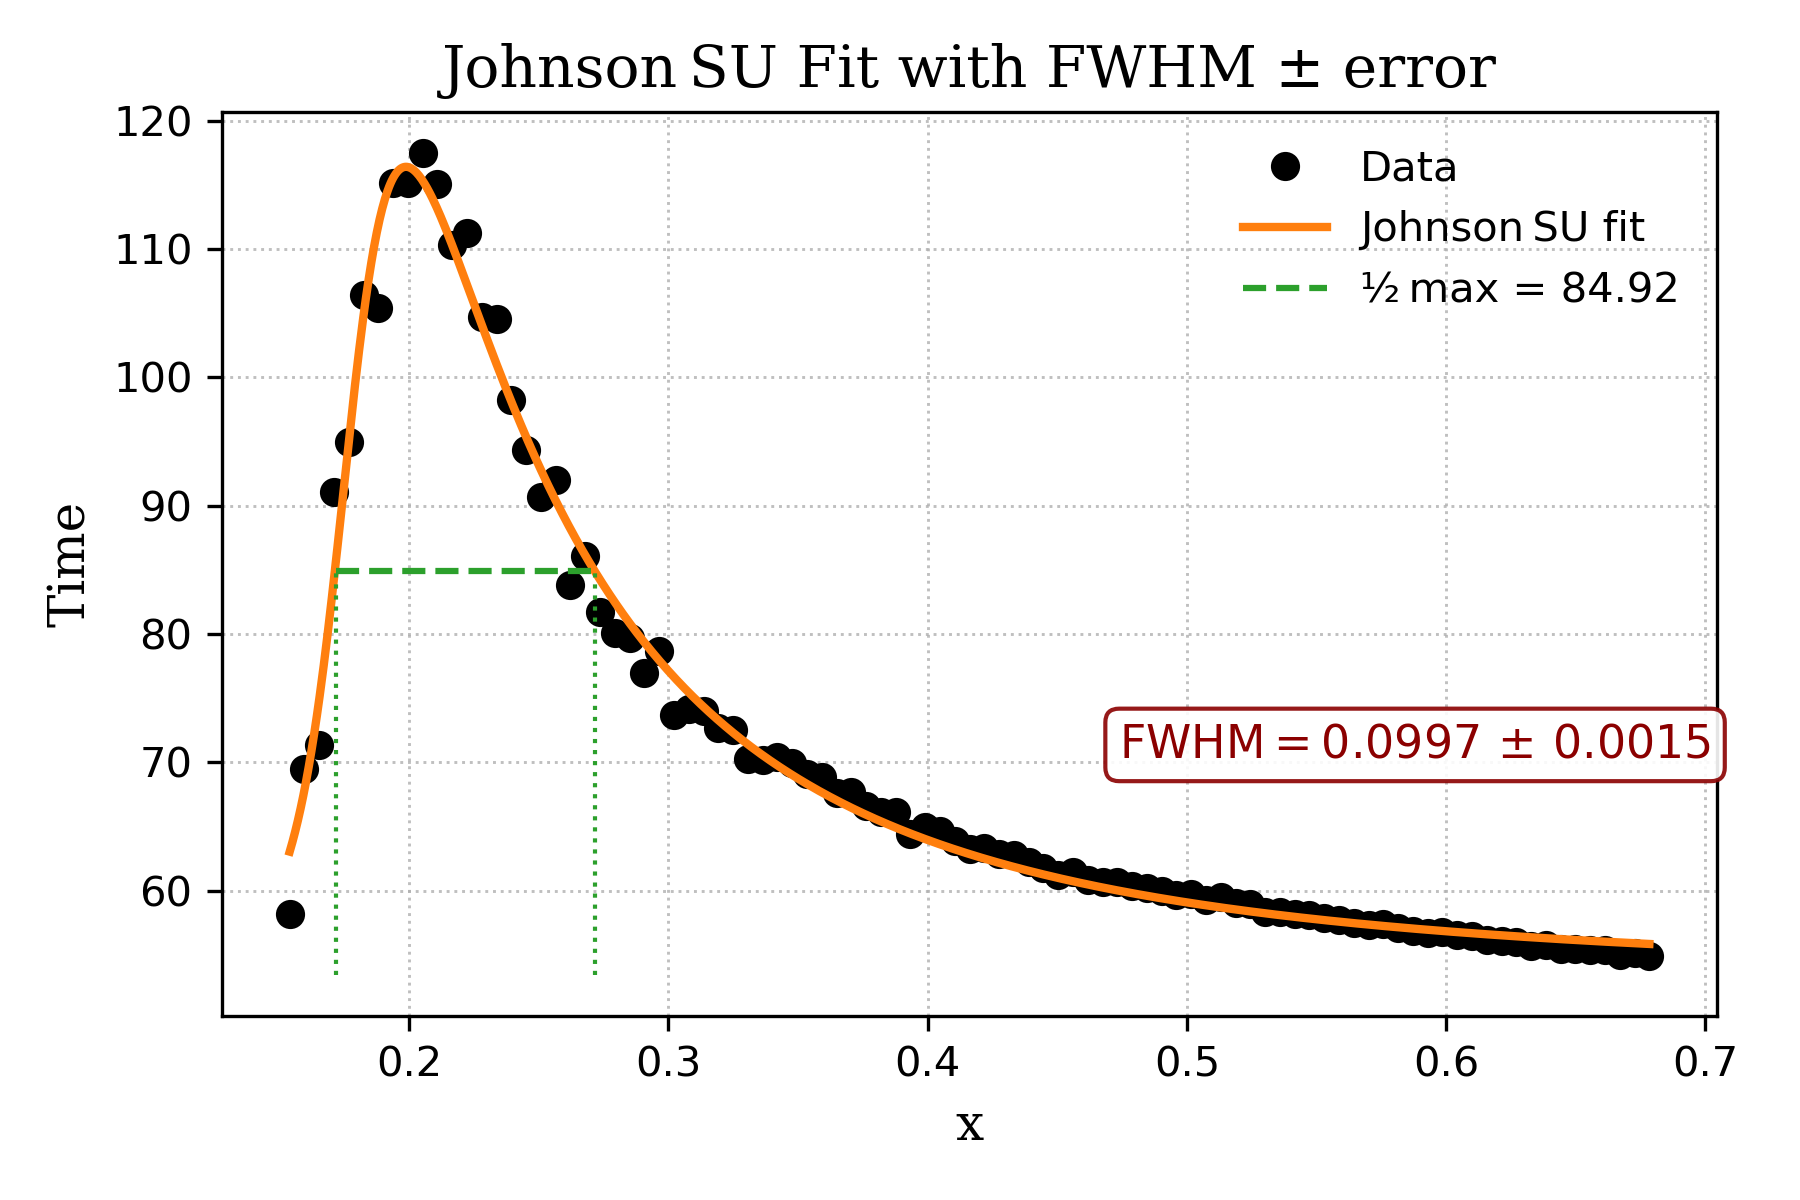 Johnson SU Fit with FWHM ± error
120
110
100
90
80
70
60
Time
Data
Johnson SU fit
½ max = 84.92
FWHM = 0.0997 ± 0.0015
0.2 0.3 0.4 0.5 0.6 0.7
x